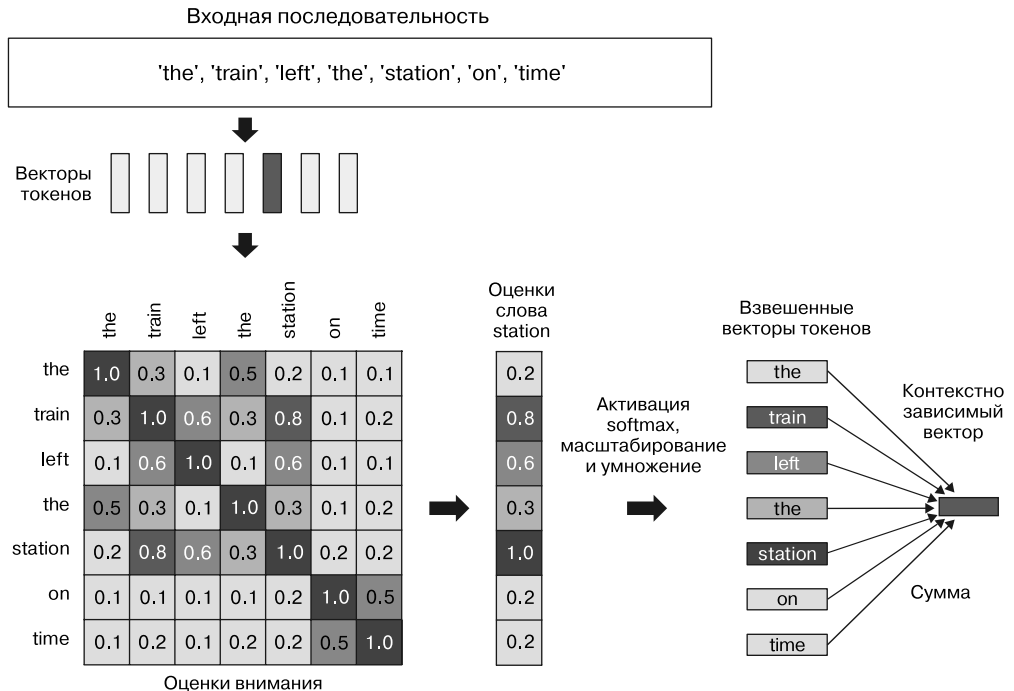 Входная последовательность
'the', 'train', 'left', 'the', 'station', 'on', 'time'
Векторы
токенов
the train left the station on time
the 1.0 0.3 0.1 0.5 0.2 0.1 0.1
train 0.3 1.0 0.6 0.3 0.8 0.1 0.2
left 0.1 0.6 1.0 0.1 0.6 0.1 0.1
the 0.5 0.3 0.1 1.0 0.3 0.1 0.2
station 0.2 0.8 0.6 0.3 1.0 0.2 0.2
on 0.1 0.1 0.1 0.1 0.2 1.0 0.5
time 0.1 0.2 0.1 0.2 0.2 0.5 1.0
Оценки внимания
Оценки
слова
station
0.2
0.8
0.6
0.3
1.0
0.2
0.2
Активация
softmax,
масштабирование
и умножение
Взвешенные
векторы токенов
the
train
left
the
station
on
time
Контекстно
зависимый
вектор
Сумма